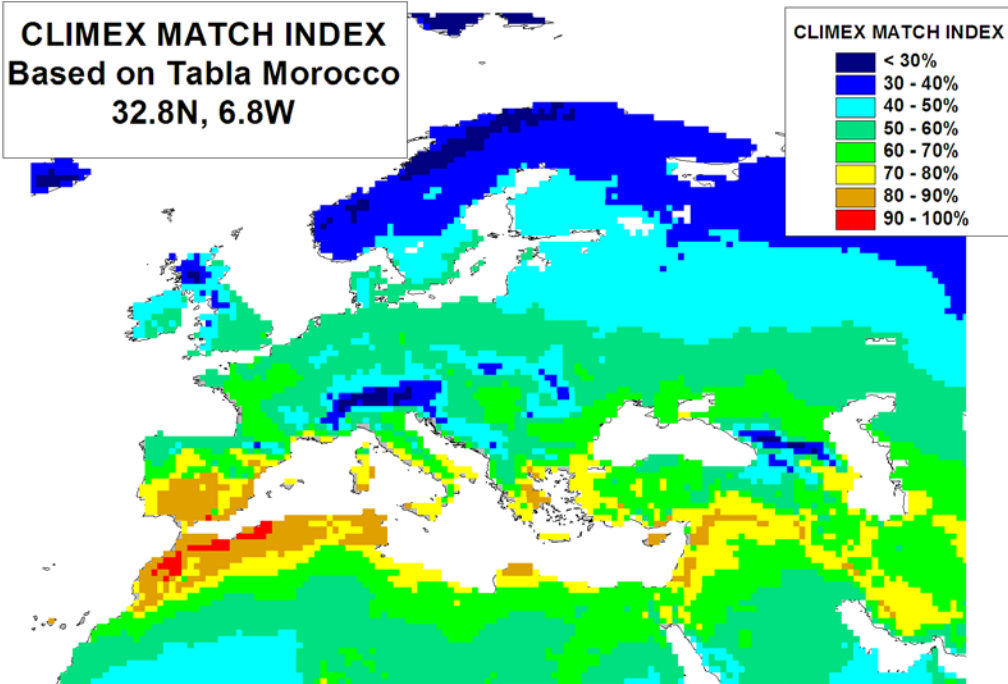 CLIMEX MATCH INDEX
Based on Tabla Morocco
32.8N, 6.8W
CLIMEX MATCH INDEX
< 30%
30 - 40%
40 - 50%
50 - 60%
60 - 70%
70 - 80%
80 - 90%
90 - 100%